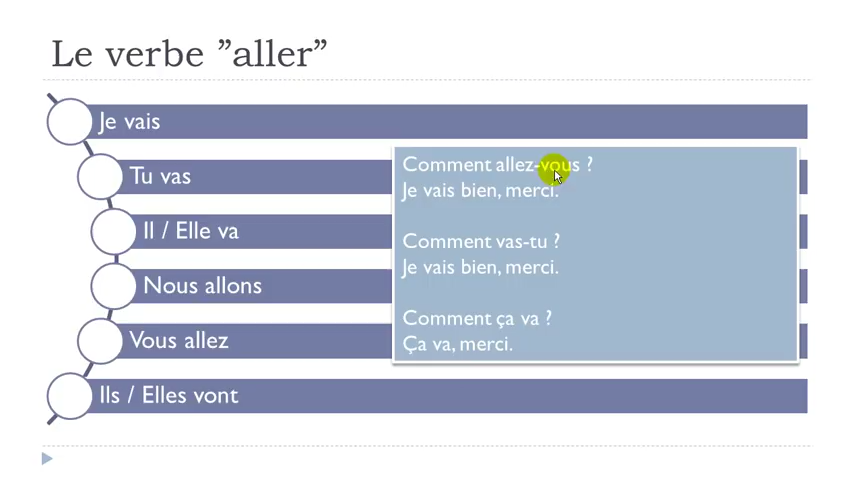 Le verbe ”aller”
Je vais
Tu vas
Il / Elle va
Nous allons
Vous allez
Ils / Elles vont
Comment allez-vous ?
Je vais bien, merci.
Comment vas-tu ?
Je vais bien, merci.
Comment ça va ?
Ça va, merci.